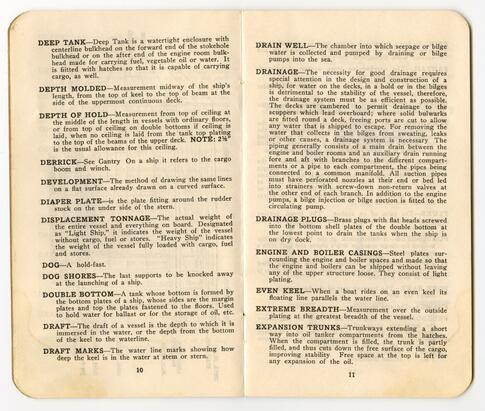 DEEP TANK—Deep Tank is a watertight enclosure with
centerline bulkhead on the forward end of the stokehold
bulkhead or on the after end of the engine room bulk-
head made for carrying fuel, vegetable oil or water. It
is fitted with hatches so that it is capable of carrying
cargo, as well.
DEPTH MOLDED—Measurement midway of the ship's
length, from the top of keel to the top of beam at the
side of the uppermost continuous deck.
DEPTH OF HOLD—Measurement from top of ceiling at
the middle of length in vessels with ordinary floors,
or from top of ceiling on double bottoms if ceiling is
laid, when no ceiling is laid from the tank top plating
to the top of the beams of the upper deck. NOTE: 2½"
is the usual allowance for this ceiling.
DERRICK—See Gantry On a ship it refers to the cargo
boom and winch.
DEVELOPMENT—The method of drawing the same lines
on a flat surface already drawn on a curved surface.
DIAPER PLATE—is the plate fitting around the rudder
stock on the under side of the stern.
DISPLACEMENT TONNAGE—The actual weight of
the entire vessel and everything on board. Designated
as "Light Ship," it indicates the weight of the vessel
without cargo, fuel or stores. "Heavy Ship" indicates
the weight of the vessel fully loaded with cargo, fuel
and stores.
DOG—A hold-fast.
DOG SHORES—The last supports to be knocked away
at the launching of a ship.
DOUBLE BOTTOM—A tank whose bottom is formed by
the bottom plates of a ship, whose sides are the margin
plates and top the plates fastened to the floors. Used
to hold water for ballast or for the storage of oil, etc.
DRAFT—The draft of a vessel is the depth to which it is
immersed in the water, or the depth from the bottom
of the keel to the waterline.
DRAFT MARKS—The water line marks showing how
deep the keel is in the water at stem or stern.
10
DRAIN WELL—The chamber into which seepage or bilge
water is collected and pumped by draining or bilge
pumps into the sea.
DRAINAGE—The necessity for good drainage requires
special attention in the design and construction of a
ship, for water on the decks, in a hold or in the bilges
is detrimental to the stability of the vessel, therefore,
the drainage system must be as efficient as possible.
The decks are cambered to permit drainage to the
scuppers which lead overboard; where solid bulwarks
are fitted round a deck, freeing ports are cut to allow
any water that is shipped to escape. For removing the
water that collects in the bilges from sweating, leaks
or other causes, a drainage system is necessary The
piping generally consists of a main drain between the
engine and boiler rooms and an auxiliary drain running
fore and aft with branches to the different compart-
ments or a pipe to each compartment, the pipes being
connected to a common manifold. All suction pipes
must have perforated nozzles at their end or be led
into strainers with screw-down non-return valves at
the other end of each branch. In addition to the engine
pumps, a bilge injection or bilge suction is fitted to the
circulating pump.
DRAINAGE PLUGS—Brass plugs with flat heads screwed
into the bottom shell plates of the double bottom at
the lowest point to drain the tanks when the ship is
on dry dock.
ENGINE AND BOILER CASINGS—Steel plates sur-
rounding the engine and boiler spaces and made so that
the engine and boilers can be shipped without leaving
any of the upper structure loose. They consist of light
plating.
EVEN KEEL—When a boat rides on an even keel its
floating line parallels the water line.
EXTREME BREADTH—Measurement over the outside
plating at the greatest breadth of the vessel.
EXPANSION TRUNKS—Trunkways extending a short
way into oil tanker compartments from the hatches.
When the compartment is filled, the trunk is partly
filled, and thus cuts down the free surface of the cargo,
improving stability Free space at the top is left for
any expansion of the oil.
11